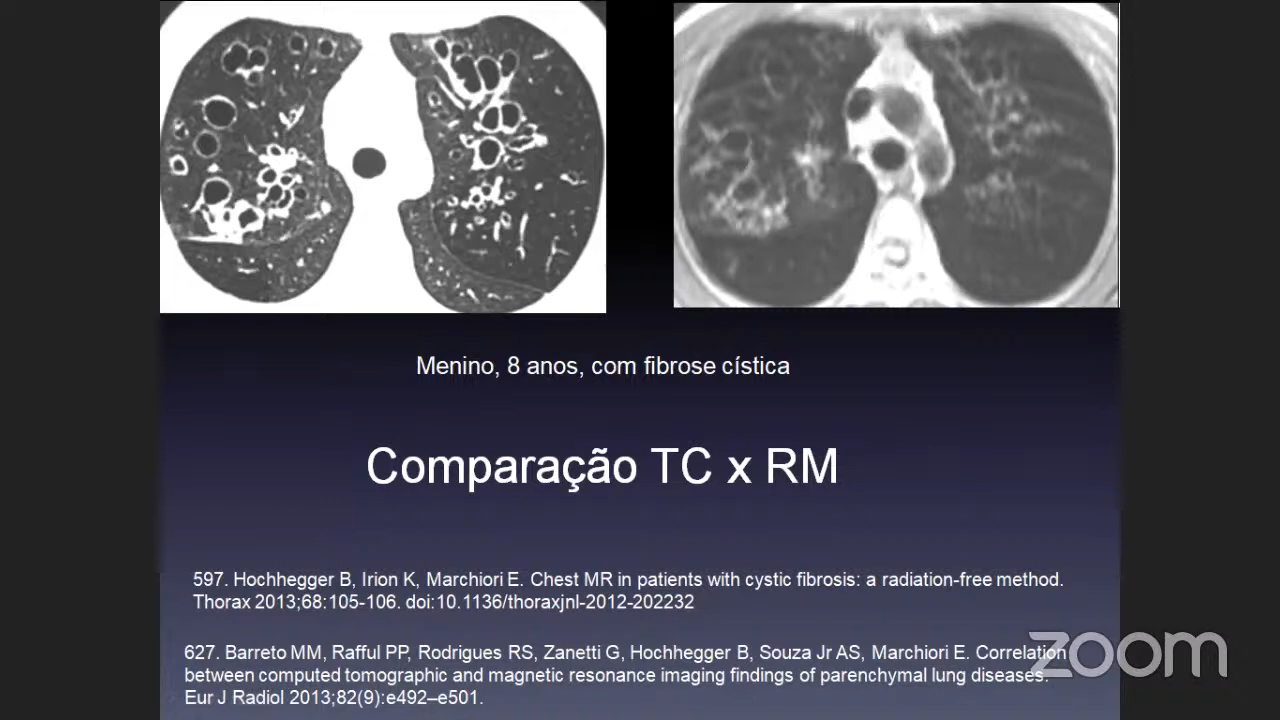 Menino, 8 anos, com fibrose cística
Comparação TC x RM
597. Hochhegger B, Irion K, Marchiori E. Chest MR in patients with cystic fibrosis: a radiation-free method.
Thorax 2013;68:105-106. doi:10.1136/thoraxjnl-2012-202232
627. Barreto MM, Rafful PP, Rodrigues RS, Zanetti G, Hochhegger B, Souza Jr AS, Marchiori E. Correlation
between computed tomographic and magnetic resonance imaging findings of parenchymal lung diseases.
Eur J Radiol 2013;82(9):e492–e501.
zoom